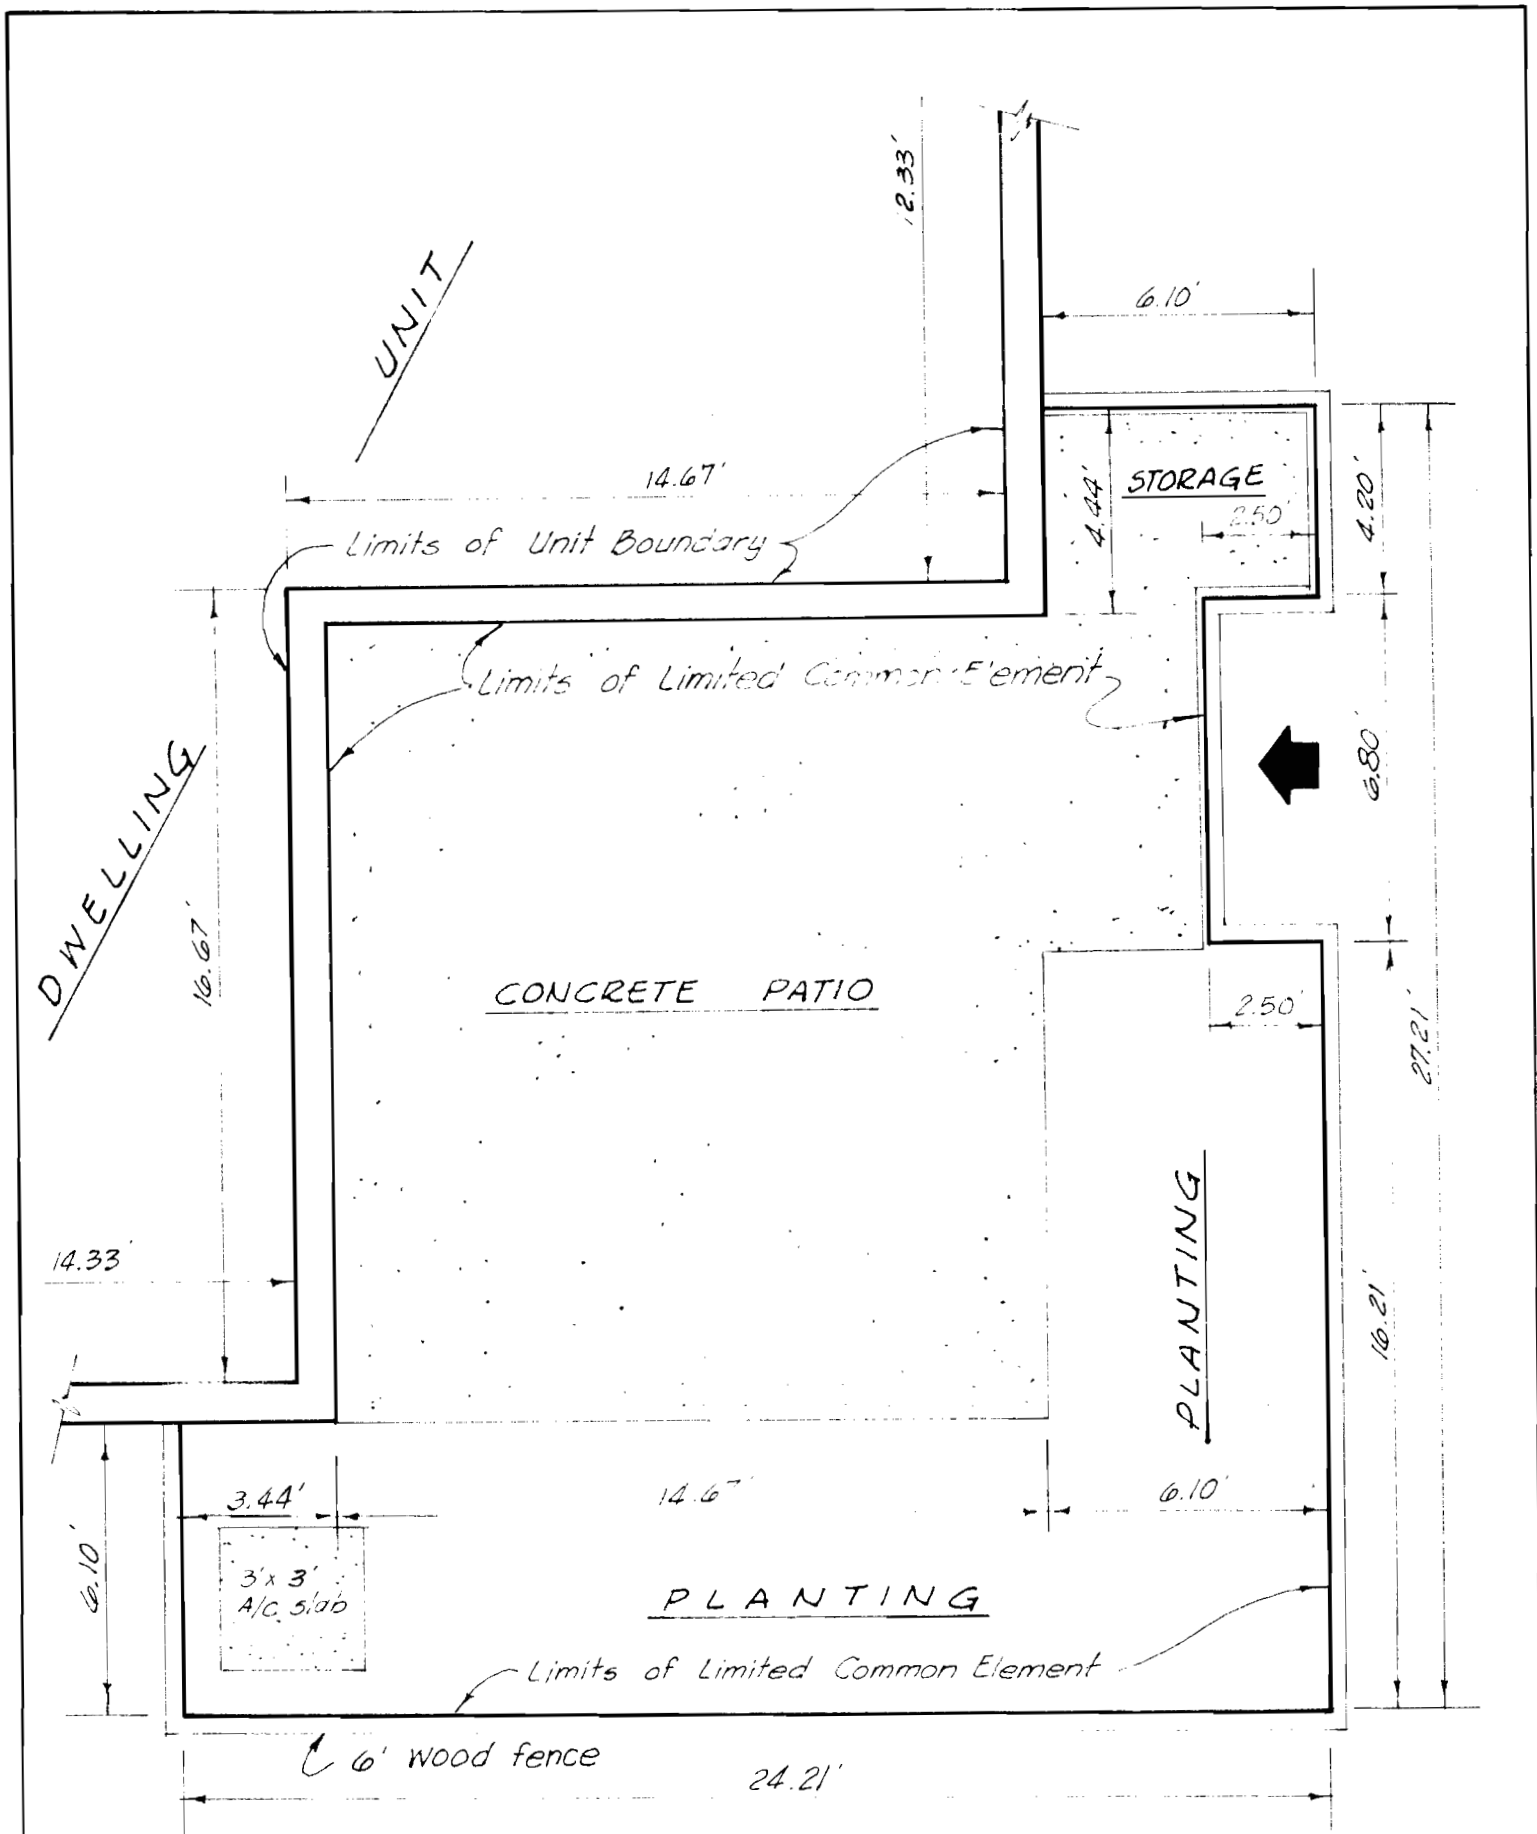 6.10'
UNIT
14.67'
STORAGE
4.44'
2.50'
4.20'
Limits of Unit Boundary
Limits of Limited Common Element
6.80'
DWELLING
16.67'
CONCRETE PATIO
2.50'
27.21'
PLANTING
14.33'
16.21'
3.44'
14.67'
6.10'
6.10'
3'x 3'
A/C slab
PLANTING
Limits of Limited Common Element
6' wood fence
24.21'